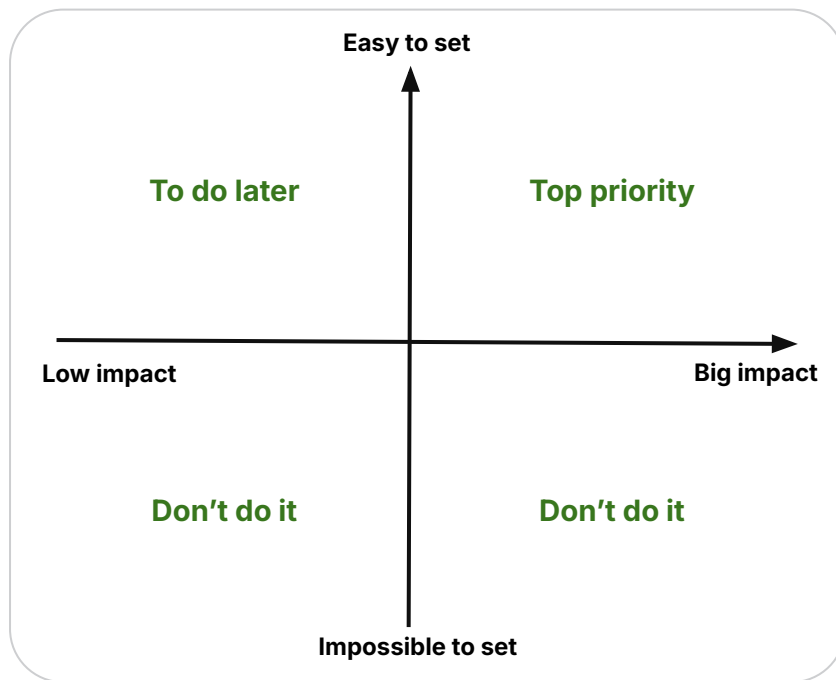 Easy to set
To do later
Top priority
Low impact
Big impact
Don’t do it
Don’t do it
Impossible to set